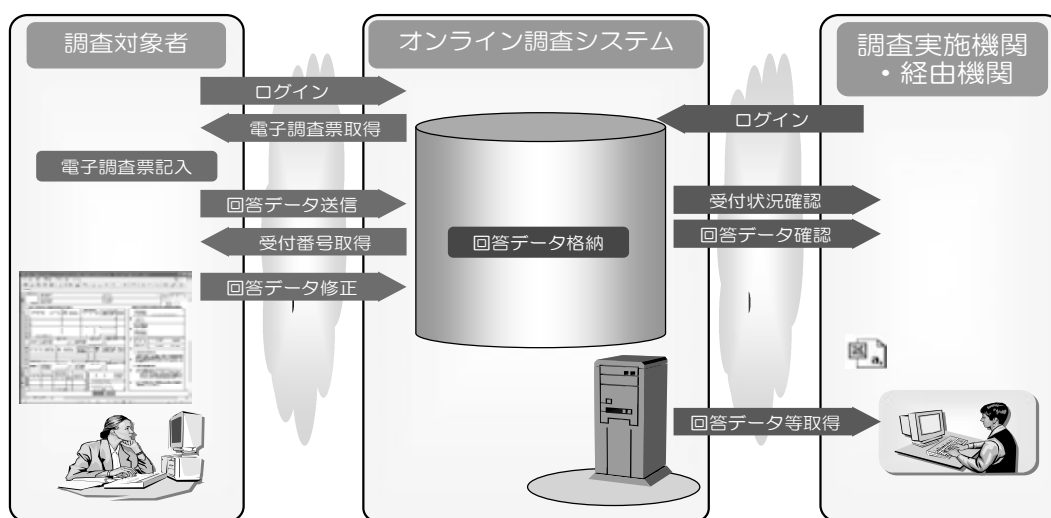 調査対象者
オンライン調査システム
調査実施機関
・経由機関
ログイン
電子調査票取得
電子調査票記入
回答データ送信
受付番号取得
回答データ修正
回答データ格納
ログイン
受付状況確認
回答データ確認
回答データ等取得